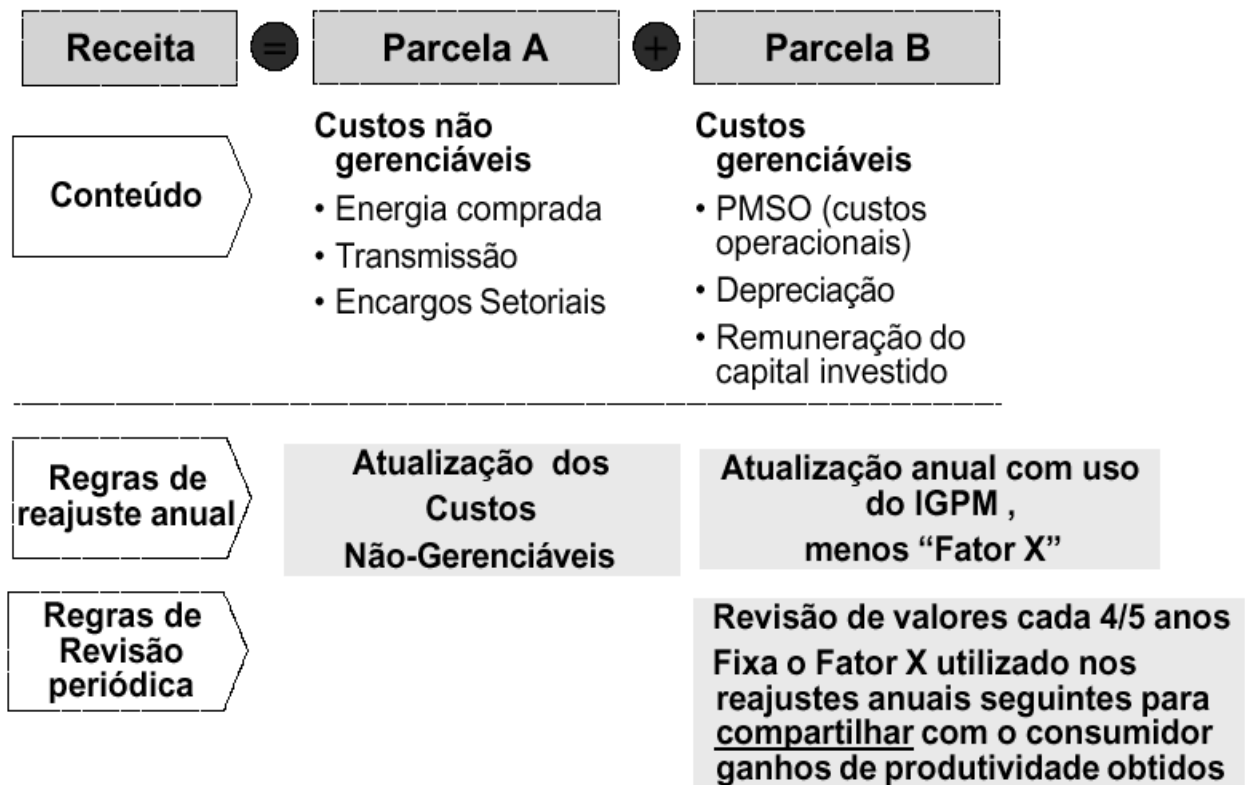 Receita = Parcela A + Parcela B
Conteúdo
Custos não
gerenciáveis
• Energia comprada
• Transmissão
• Encargos Setoriais
Custos
gerenciáveis
• PMSO (custos
operacionais)
• Depreciação
• Remuneração do
capital investido
Regras de
reajuste anual
Atualização dos
Custos
Não-Gerenciáveis
Atualização anual com uso
do IGPM ,
menos “Fator X”
Regras de
Revisão
periódica
Revisão de valores cada 4/5 anos
Fixa o Fator X utilizado nos
reajustes anuais seguintes para
compartilhar com o consumidor
ganhos de produtividade obtidos